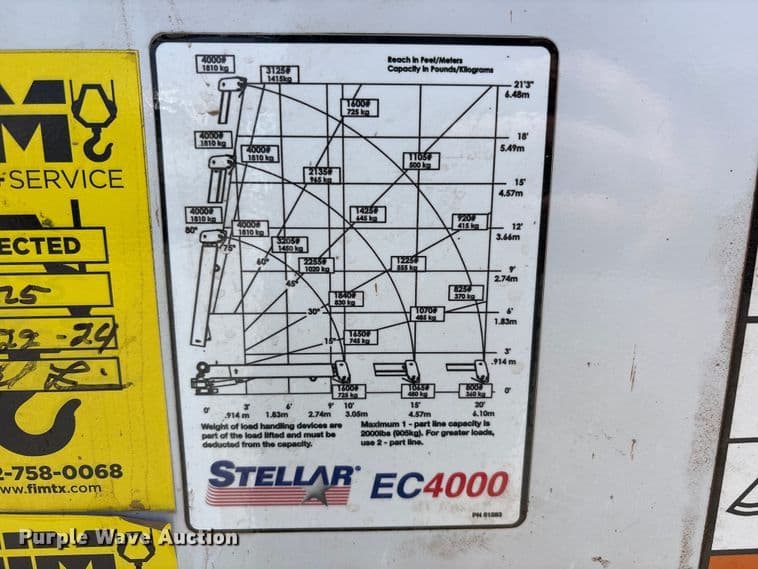 SERVICE
ECTED
25
22-24
2-758-0068
ww.fimtx.com
Reach in Feet/Meters
Capacity in Pounds/Kilograms
4000#
1810 kg
3125#
1415kg
21'3"
6.48m
1600#
725 kg
4000#
1810 kg
18'
5.49m
4000#
1810 kg
1105#
500 kg
2135#
965 kg
15'
4.57m
4000#
1810 kg
1425#
645 kg
920#
415 kg
80°
4000#
1810 kg
12'
3.66m
75°
3205#
1450 kg
60°
2255#
1020 kg
1225#
555 kg
9'
2.74m
45°
1840#
830 kg
825#
370 kg
30°
1070#
485 kg
6'
1.83m
15°
1650#
745 kg
3'
.914 m
1600#
725 kg
1065#
480 kg
800#
360 kg
0'
0' 3' 6' 9' 10' 15' 20'
.914 m 1.83m 2.74m 3.05m 4.57m 6.10m
Weight of load handling devices are
part of the load lifted and must be
deducted from the capacity.
Maximum 1 - part line capacity is
2000lbs (905kg). For greater loads,
use 2 - part line.
STELLAR® EC4000
PN 51583
Purple Wave Auction